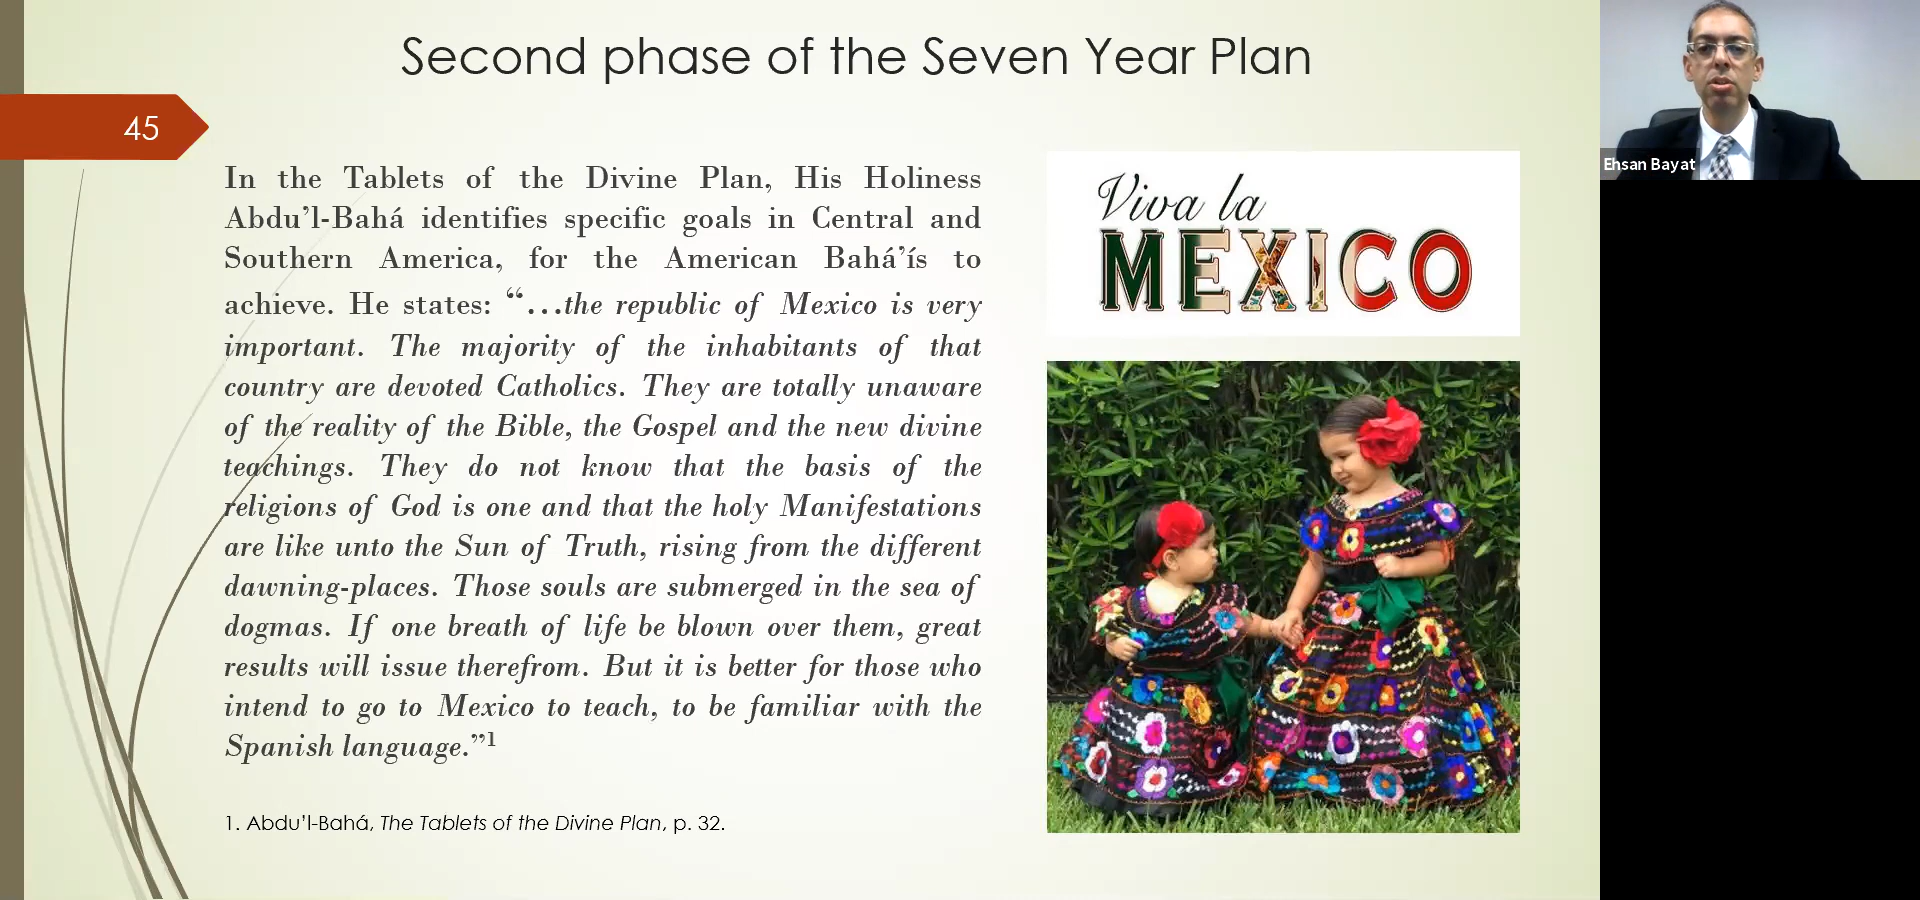 Second phase of the Seven Year Plan
45
In the Tablets of the Divine Plan, His Holiness
Abdu’l-Bahá identifies specific goals in Central and
Southern America, for the American Bahá’ís to
achieve. He states: “…the republic of Mexico is very
important. The majority of the inhabitants of that
country are devoted Catholics. They are totally unaware
of the reality of the Bible, the Gospel and the new divine
teachings. They do not know that the basis of the
religions of God is one and that the holy Manifestations
are like unto the Sun of Truth, rising from the different
dawning-places. Those souls are submerged in the sea of
dogmas. If one breath of life be blown over them, great
results will issue therefrom. But it is better for those who
intend to go to Mexico to teach, to be familiar with the
Spanish language.”1
1. Abdu’l-Bahá, The Tablets of the Divine Plan, p. 32.
Viva la
MEXICO
Ehsan Bayat